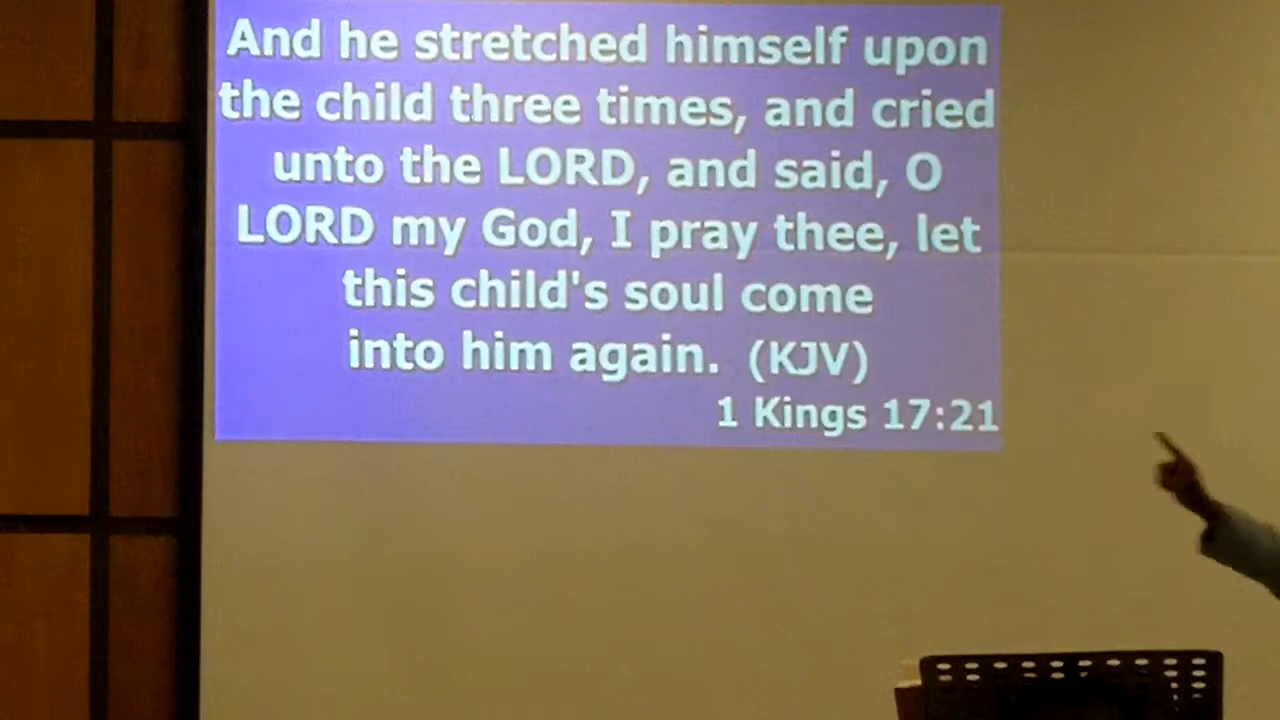 And he stretched himself upon
the child three times, and cried
unto the LORD, and said, O
LORD my God, I pray thee, let
this child's soul come
into him again. (KJV)
1 Kings 17:21